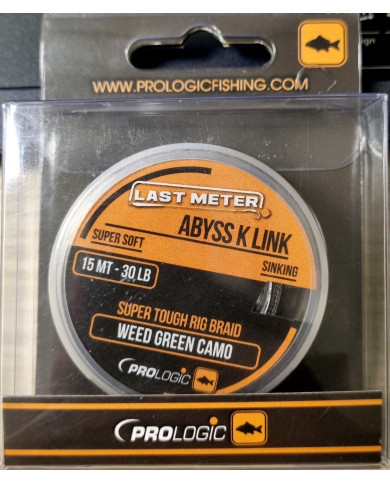 WWW.PROLOGICFISHING.COM
LAST METER
ABYSS K LINK
SUPER SOFT
SINKING
15 MT - 30 LB
SUPER TOUGH RIG BRAID
WEED GREEN CAMO
PROLOGIC
PROLOGIC